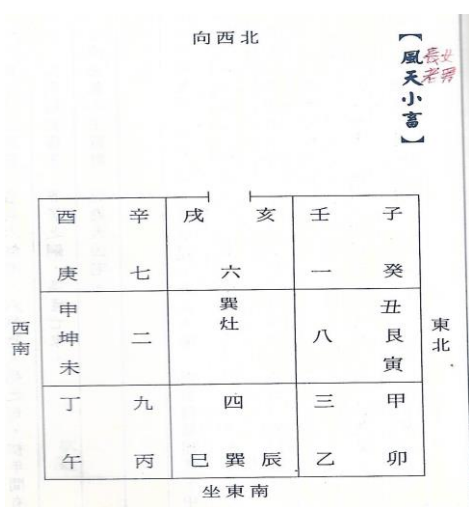 向西北
【風天小畜】
長女
老男
酉 辛 戌 亥 壬 子
庚 七 六 一 癸
申坤未 二 巽灶 八 丑艮寅
西南
東北
丁 九 四 三 甲
午 丙 巳 巽 辰 乙 卯
坐東南